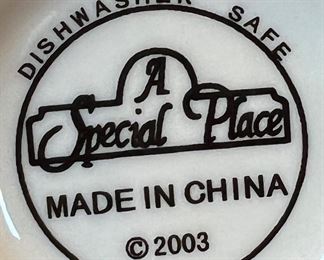 DISHWASHER SAFE
A
Special Place
MADE IN CHINA
© 2003